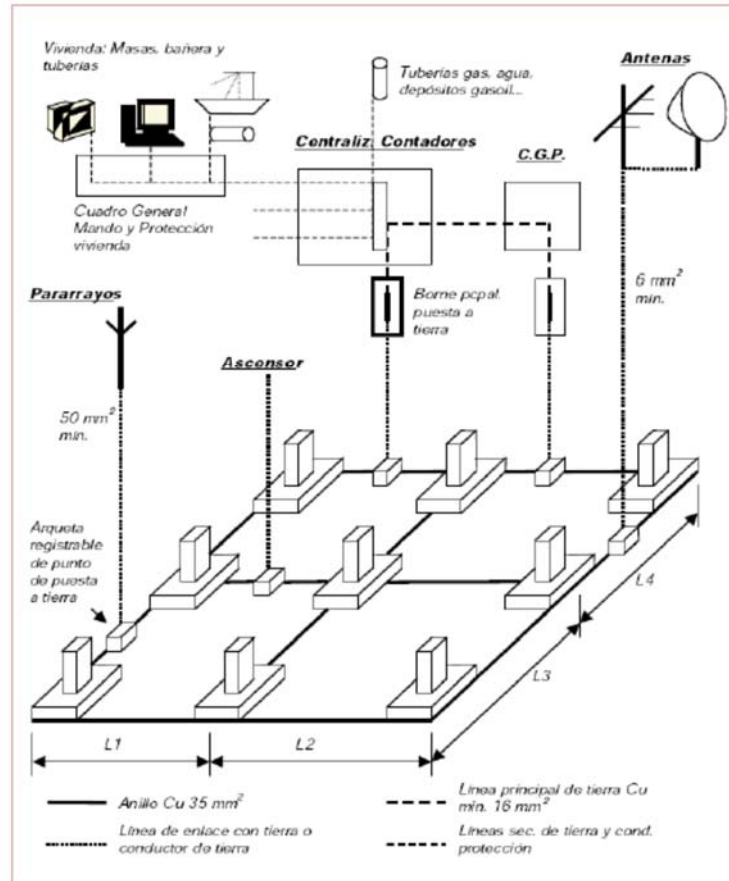 Vivienda: Masas, bañera y
tuberías
Antenas
Tuberías gas, agua,
depósitos gasoil...
Centraliz. Contadores
C.G.P.
Cuadro General
Mando y Protección
vivienda
Pararrayos
Borne pcpal.
puesta a
tierra
6 mm²
min.
Ascensor
50 mm²
min.
Arqueta
registrable
de punto
de puesta
a tierra
L4
L3
L1
L2
Anillo Cu 35 mm²
Línea principal de tierra Cu
min. 16 mm²
Línea de enlace con tierra o
conductor de tierra
Líneas sec. de tierra y cond.
protección